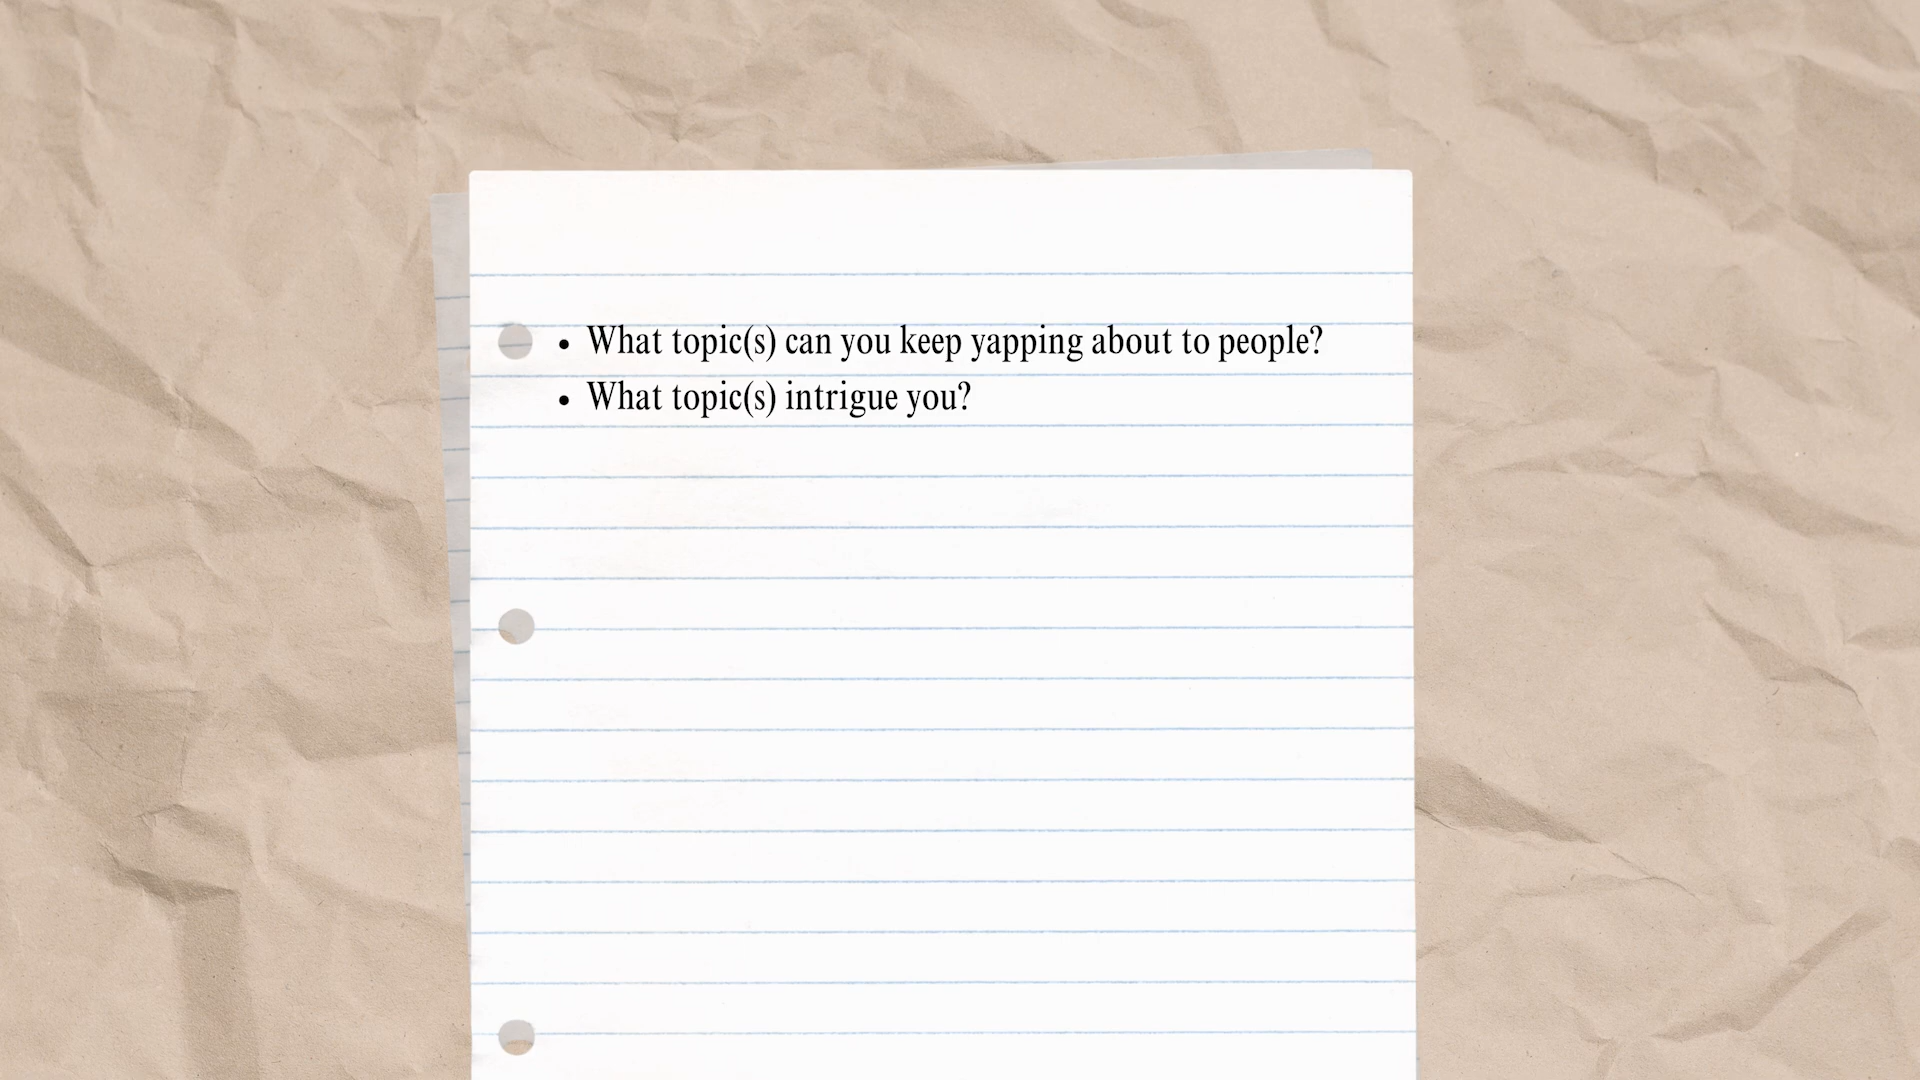 • What topic(s) can you keep yapping about to people?
• What topic(s) intrigue you?